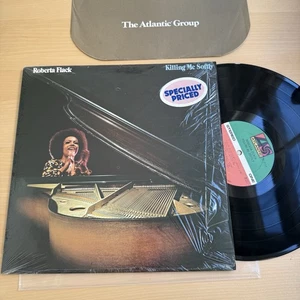 The Atlantic Group
Roberta Flack
Killing Me Softly
SPECIALLY
PRICED